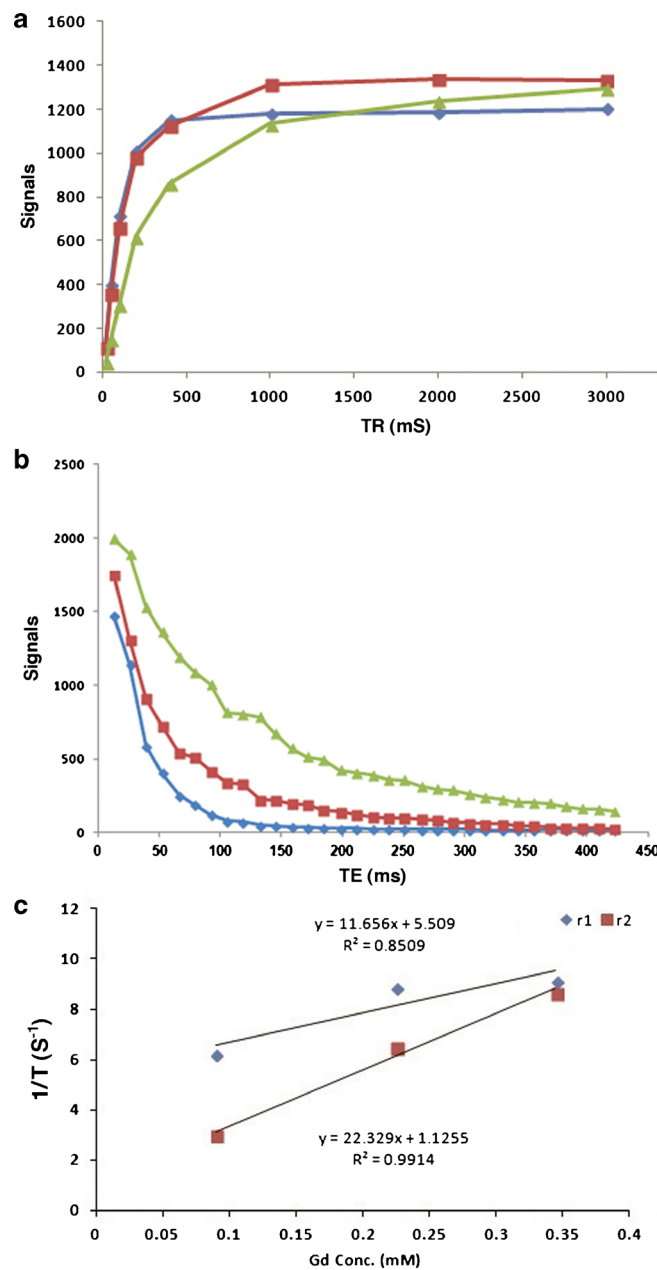 a
1600
1400
1200
1000
800
600
400
200
0
Signals
0 500 1000 1500 2000 2500 3000
TR (mS)
b
2500
2000
1500
1000
500
0
Signals
0 50 100 150 200 250 300 350 400 450
TE (ms)
c
12
10
8
6
4
2
0
1/T (S⁻¹)
y = 11.656x + 5.509
R² = 0.8509
r1 r2
y = 22.329x + 1.1255
R² = 0.9914
0 0.05 0.1 0.15 0.2 0.25 0.3 0.35 0.4
Gd Conc. (mM)